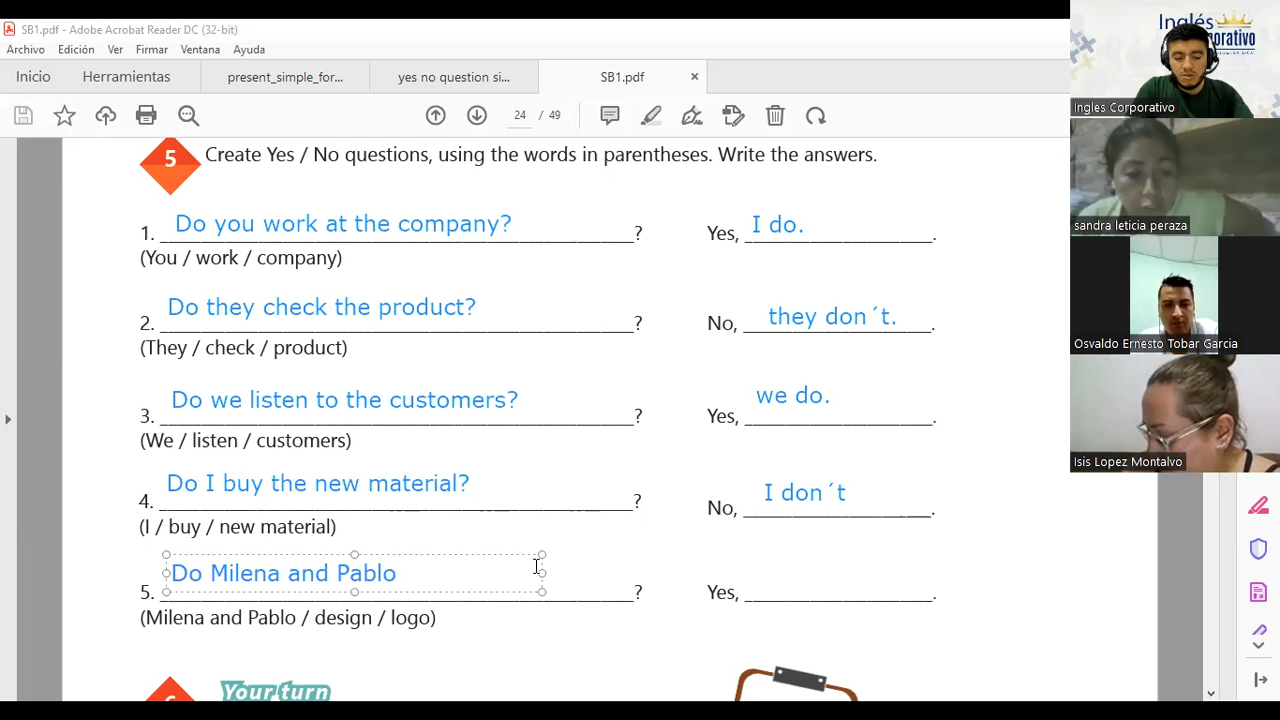 SB1.pdf - Adobe Acrobat Reader DC (32-bit)
Archivo Edición Ver Firmar Ventana Ayuda
Inicio Herramientas present_simple_for... yes no question si... SB1.pdf ×
24 / 49
5 Create Yes / No questions, using the words in parentheses. Write the answers.
1. Do you work at the company? ? Yes, I do. .
(You / work / company)
2. Do they check the product? ? No, they don´t. .
(They / check / product)
3. Do we listen to the customers? ? Yes, we do. .
(We / listen / customers)
4. Do I buy the new material? ? No, I don´t .
(I / buy / new material)
5. Do Milena and Pablo ? Yes, .
(Milena and Pablo / design / logo)
Your turn
Inglés
Ingles Corporativo
sandra leticia peraza
Osvaldo Ernesto Tobar Garcia
Isis Lopez Montalvo